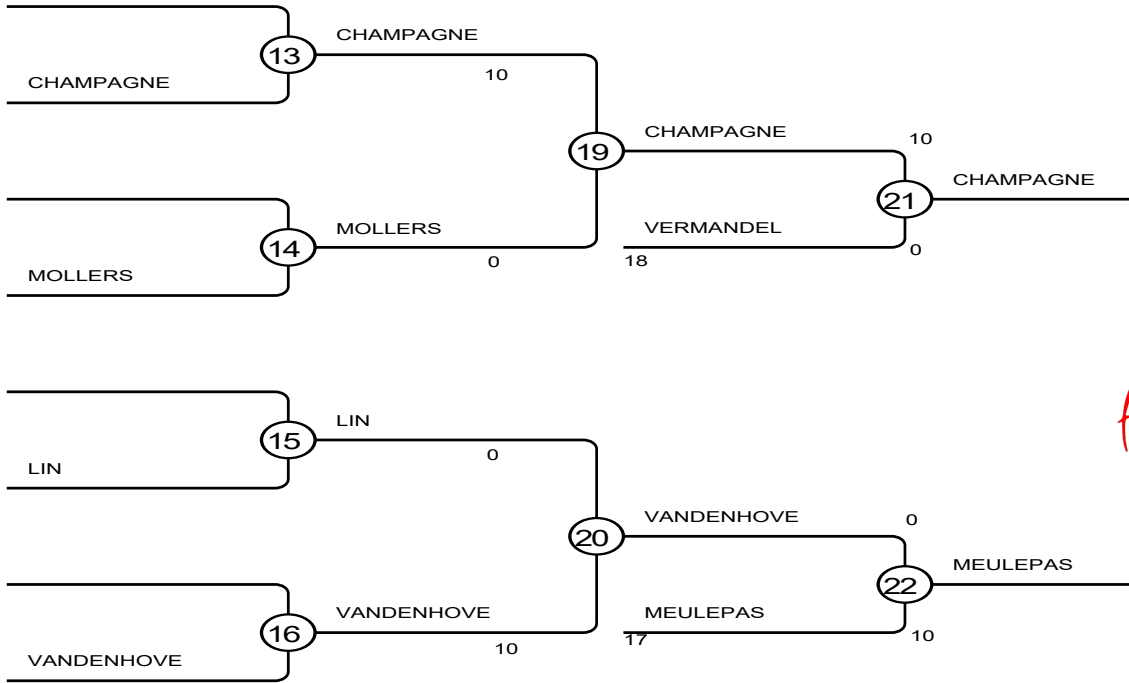 CHAMPAGNE
13
CHAMPAGNE
10
MOLLERS
14
MOLLERS
0
19
CHAMPAGNE
10
VERMANDEL
18
0
21
CHAMPAGNE
LIN
15
LIN
0
VANDENHOVE
16
VANDENHOVE
10
20
VANDENHOVE
0
MEULEPAS
17
10
22
MEULEPAS